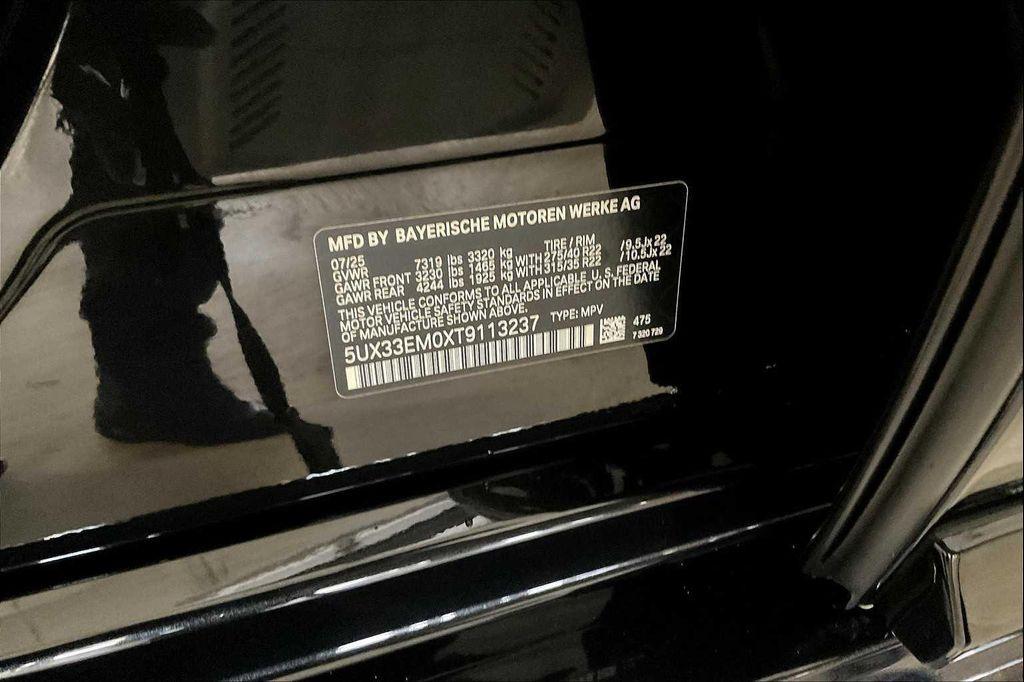 MFD BY BAYERISCHE MOTOREN WERKE AG
07/25 TIRE / RIM
GVWR 7319 lbs 3320 kg
GAWR FRONT 3230 lbs 1465 kg WITH 275/40 R22 /9.5Jx22
GAWR REAR 4244 lbs 1925 kg WITH 315/35 R22 /10.5Jx22
THIS VEHICLE CONFORMS TO ALL APPLICABLE U.S. FEDERAL
MOTOR VEHICLE SAFETY STANDARDS IN EFFECT ON THE DATE
OF MANUFACTURE SHOWN ABOVE.
5UX33EM0XT9113237 TYPE: MPV
475
7 320 729